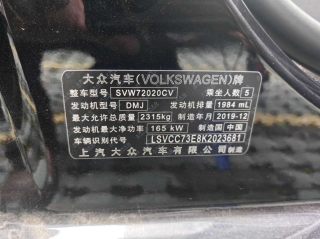 大众汽车(VOLKSWAGEN)牌
整车型号 SVW72020CV 乘坐人数 5
发动机型号 DMJ 发动机排量 1984 mL
最大允许总质量 2315kg 制造年月 2019-12
发动机最大净功率 165 kW 制造国 中国
车辆识别代号 LSVCC73E8K2023681
上汽大众汽车有限公司 制造